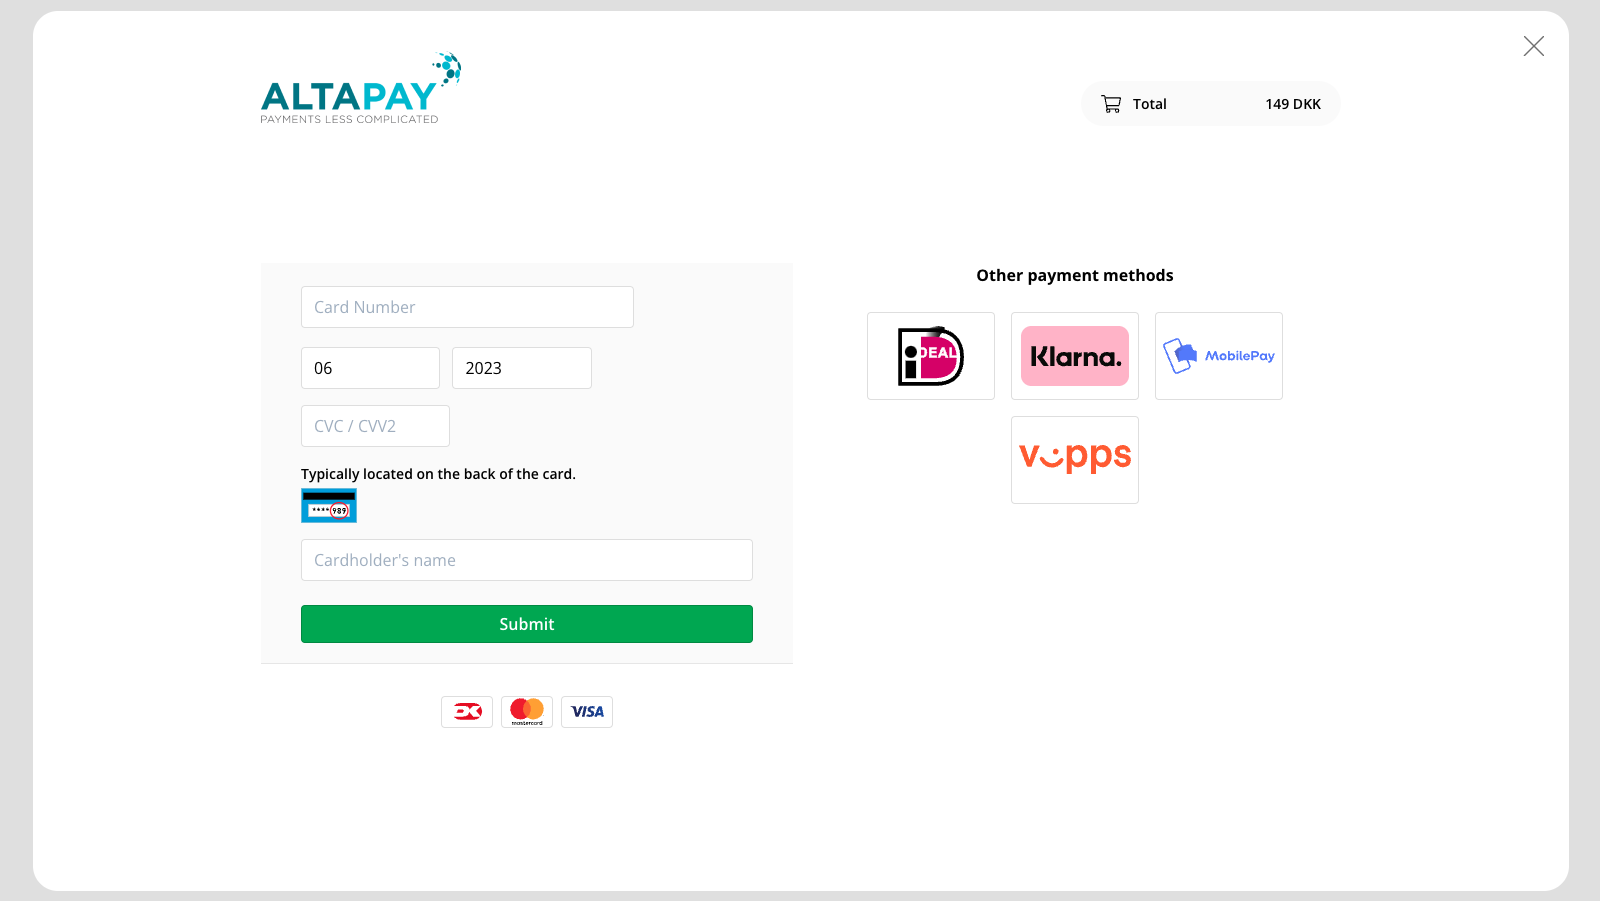 ALTAPAY
PAYMENTS LESS COMPLICATED
Total 149 DKK
Card Number
06 2023
CVC / CVV2
Typically located on the back of the card.
**** 989
Cardholder's name
Submit
mastercard
VISA
Other payment methods
iDEAL
Klarna.
MobilePay
vipps